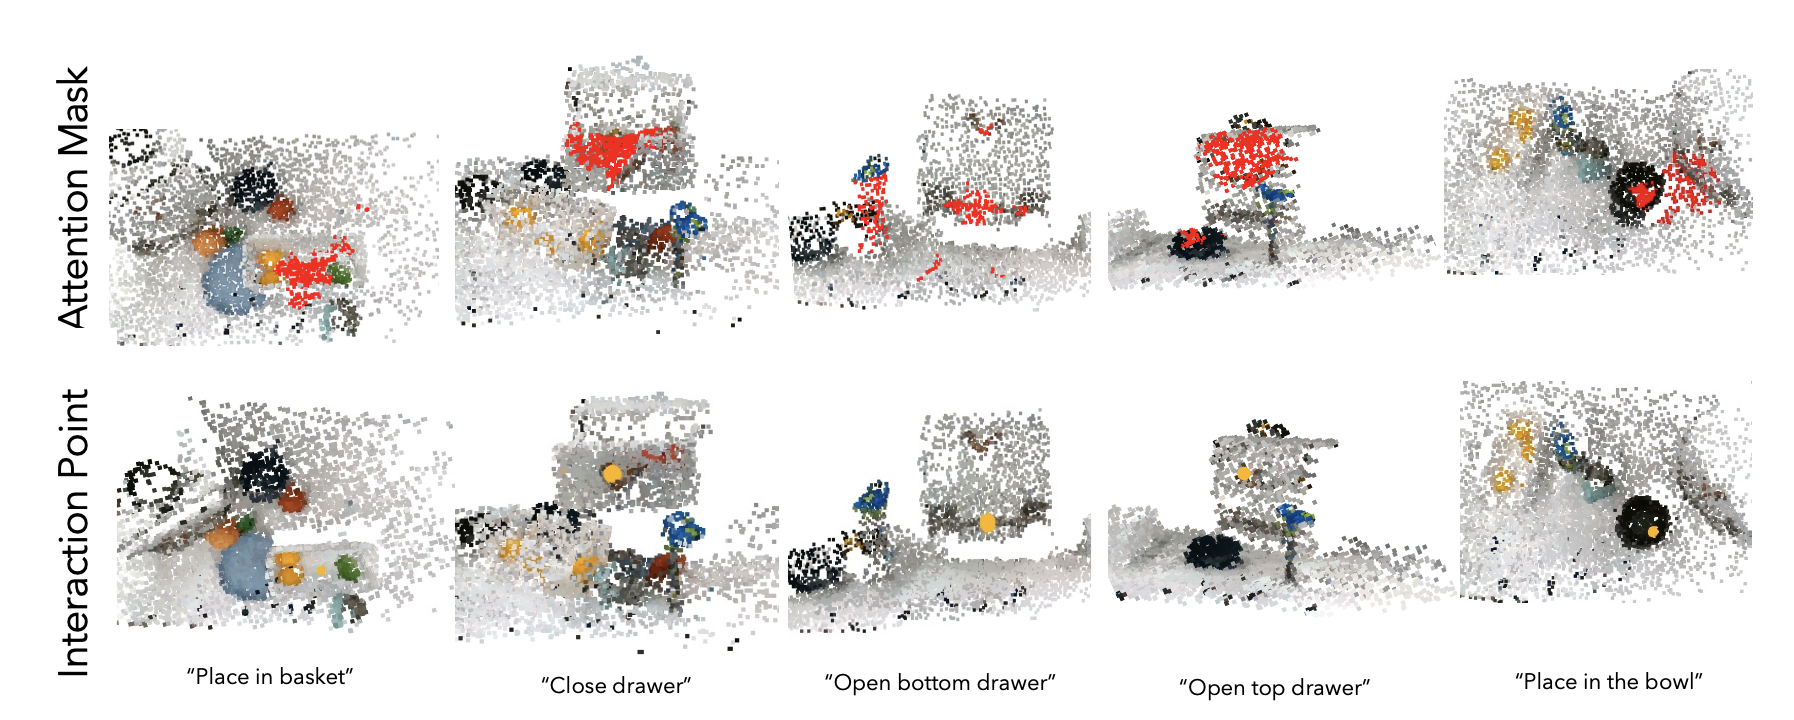 Attention Mask
Interaction Point
“Place in basket”
“Close drawer”
“Open bottom drawer”
“Open top drawer”
“Place in the bowl”